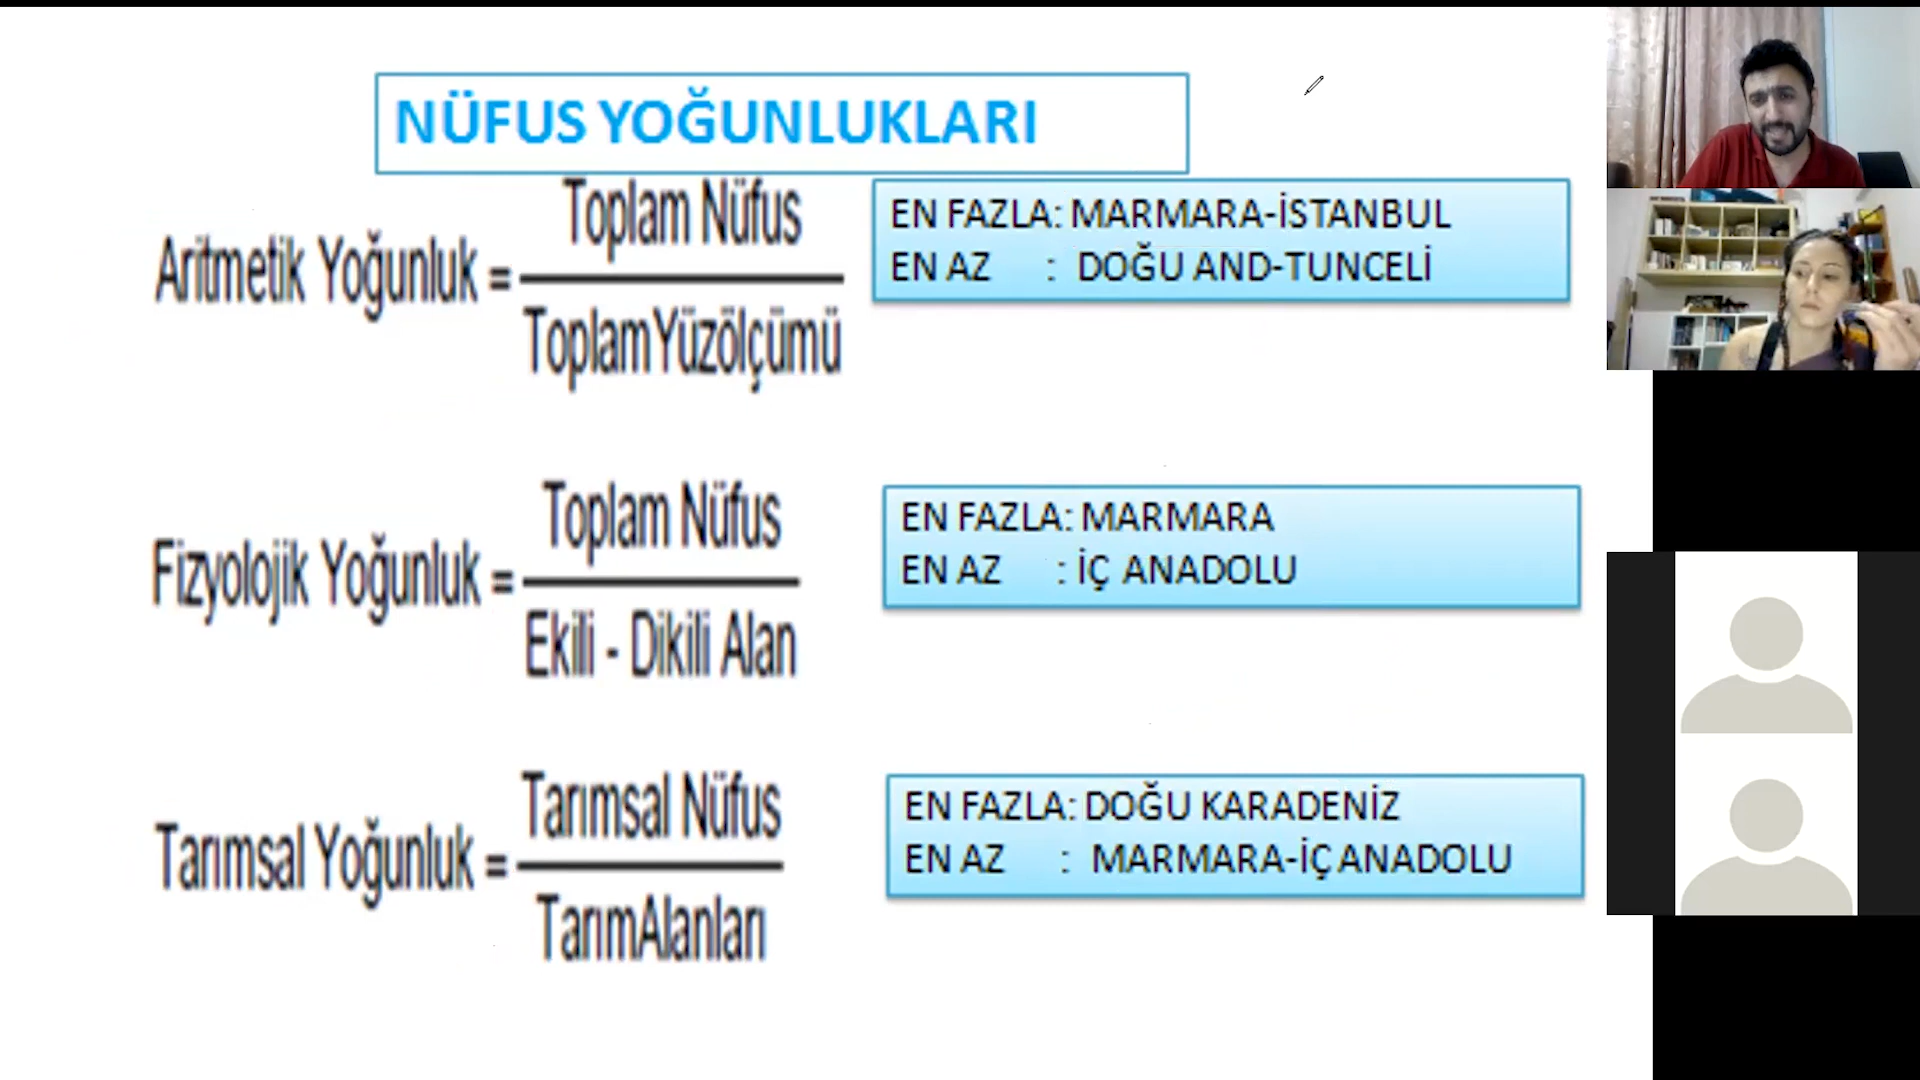 NÜFUS YOĞUNLUKLARI
Aritmetik Yoğunluk =
Toplam Nüfus
Toplam Yüzölçümü
EN FAZLA: MARMARA-İSTANBUL
EN AZ : DOĞU AND-TUNCELİ
Fizyolojik Yoğunluk =
Toplam Nüfus
Ekili - Dikili Alan
EN FAZLA: MARMARA
EN AZ : İÇ ANADOLU
Tarımsal Yoğunluk =
Tarımsal Nüfus
Tarım Alanları
EN FAZLA: DOĞU KARADENİZ
EN AZ : MARMARA-İÇ ANADOLU